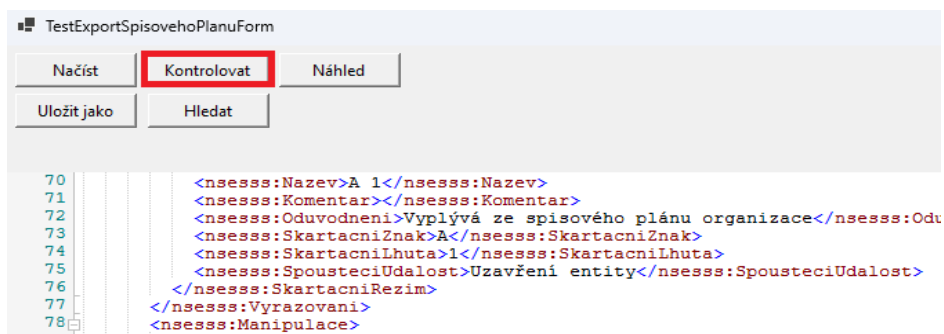 TestExportSpisovehoPlanuForm
Načíst Kontrolovat Náhled
Uložit jako Hledat
70 <nsesss:Nazev>A 1</nsesss:Nazev>
71 <nsesss:Komentar></nsesss:Komentar>
72 <nsesss:Oduvodneni>Vyplývá ze spisového plánu organizace</nsesss:Odu
73 <nsesss:SkartacniZnak>A</nsesss:SkartacniZnak>
74 <nsesss:SkartacniLhuta>1</nsesss:SkartacniLhuta>
75 <nsesss:SpousteciUdalost>Uzavření entity</nsesss:SpousteciUdalost>
76 </nsesss:SkartacniRezim>
77 </nsesss:Vyrazovani>
78 <nsesss:Manipulace>